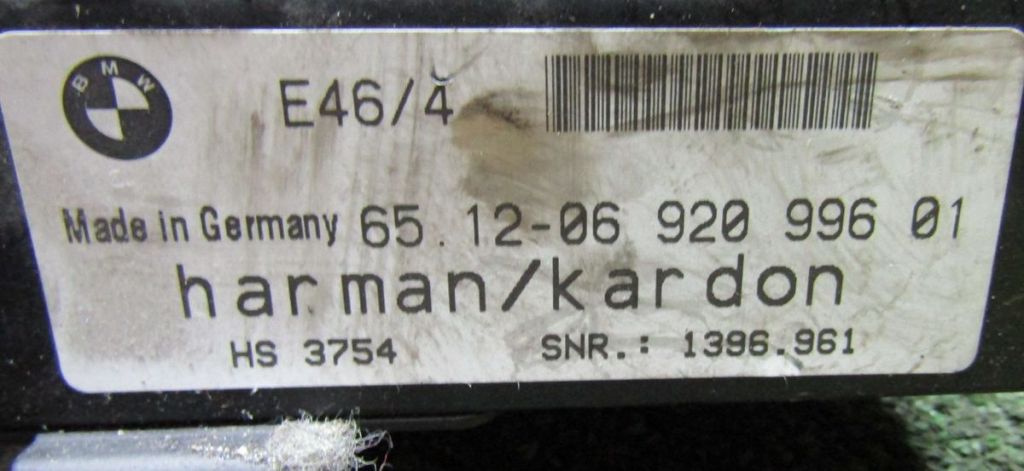 BMW
E46/4
Made in Germany 65.12-06 920 996 01
harman/kardon
HS 3754 SNR.: 1396.961